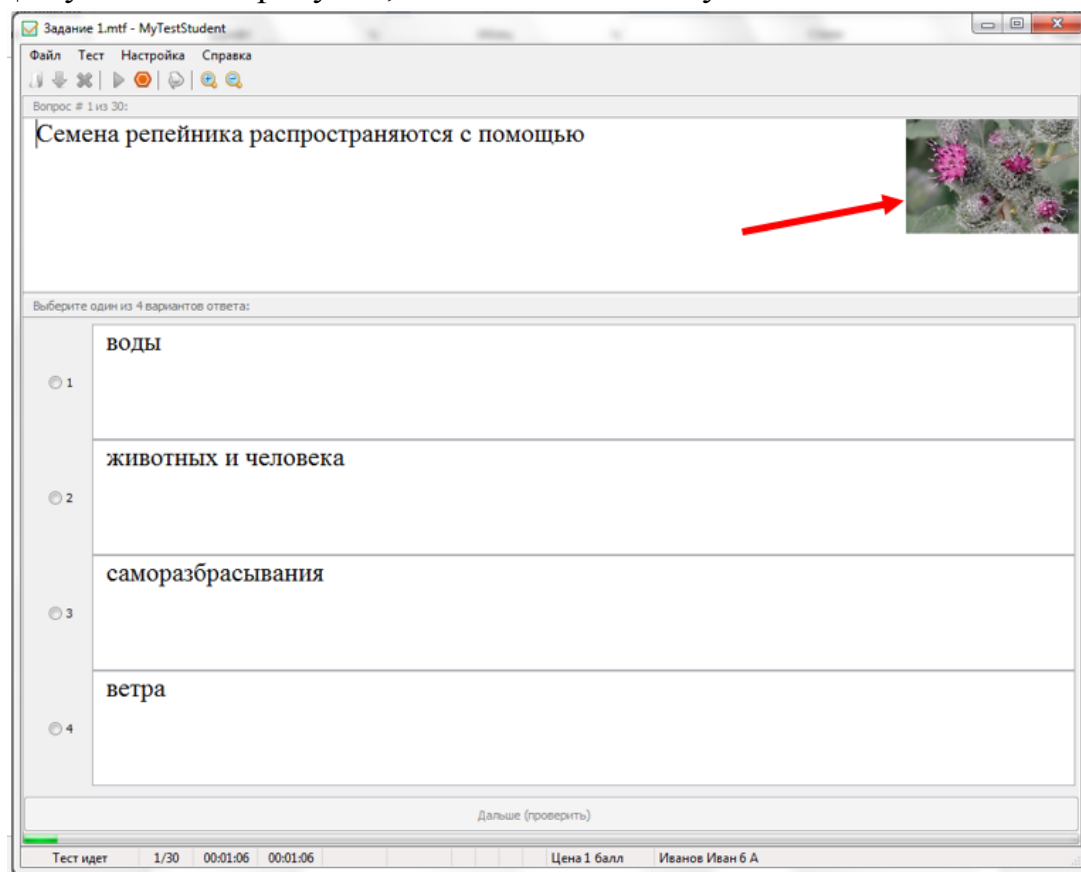 Задание 1.mtf - MyTestStudent
Файл Тест Настройка Справка
Вопрос # 1 из 30:
Семена репейника распространяются с помощью
Выберите один из 4 вариантов ответа:
1 воды
2 животных и человека
3 саморазбрасывания
4 ветра
Дальше (проверить)
Тест идет 1/30 00:01:06 00:01:06 Цена 1 балл Иванов Иван 6 А